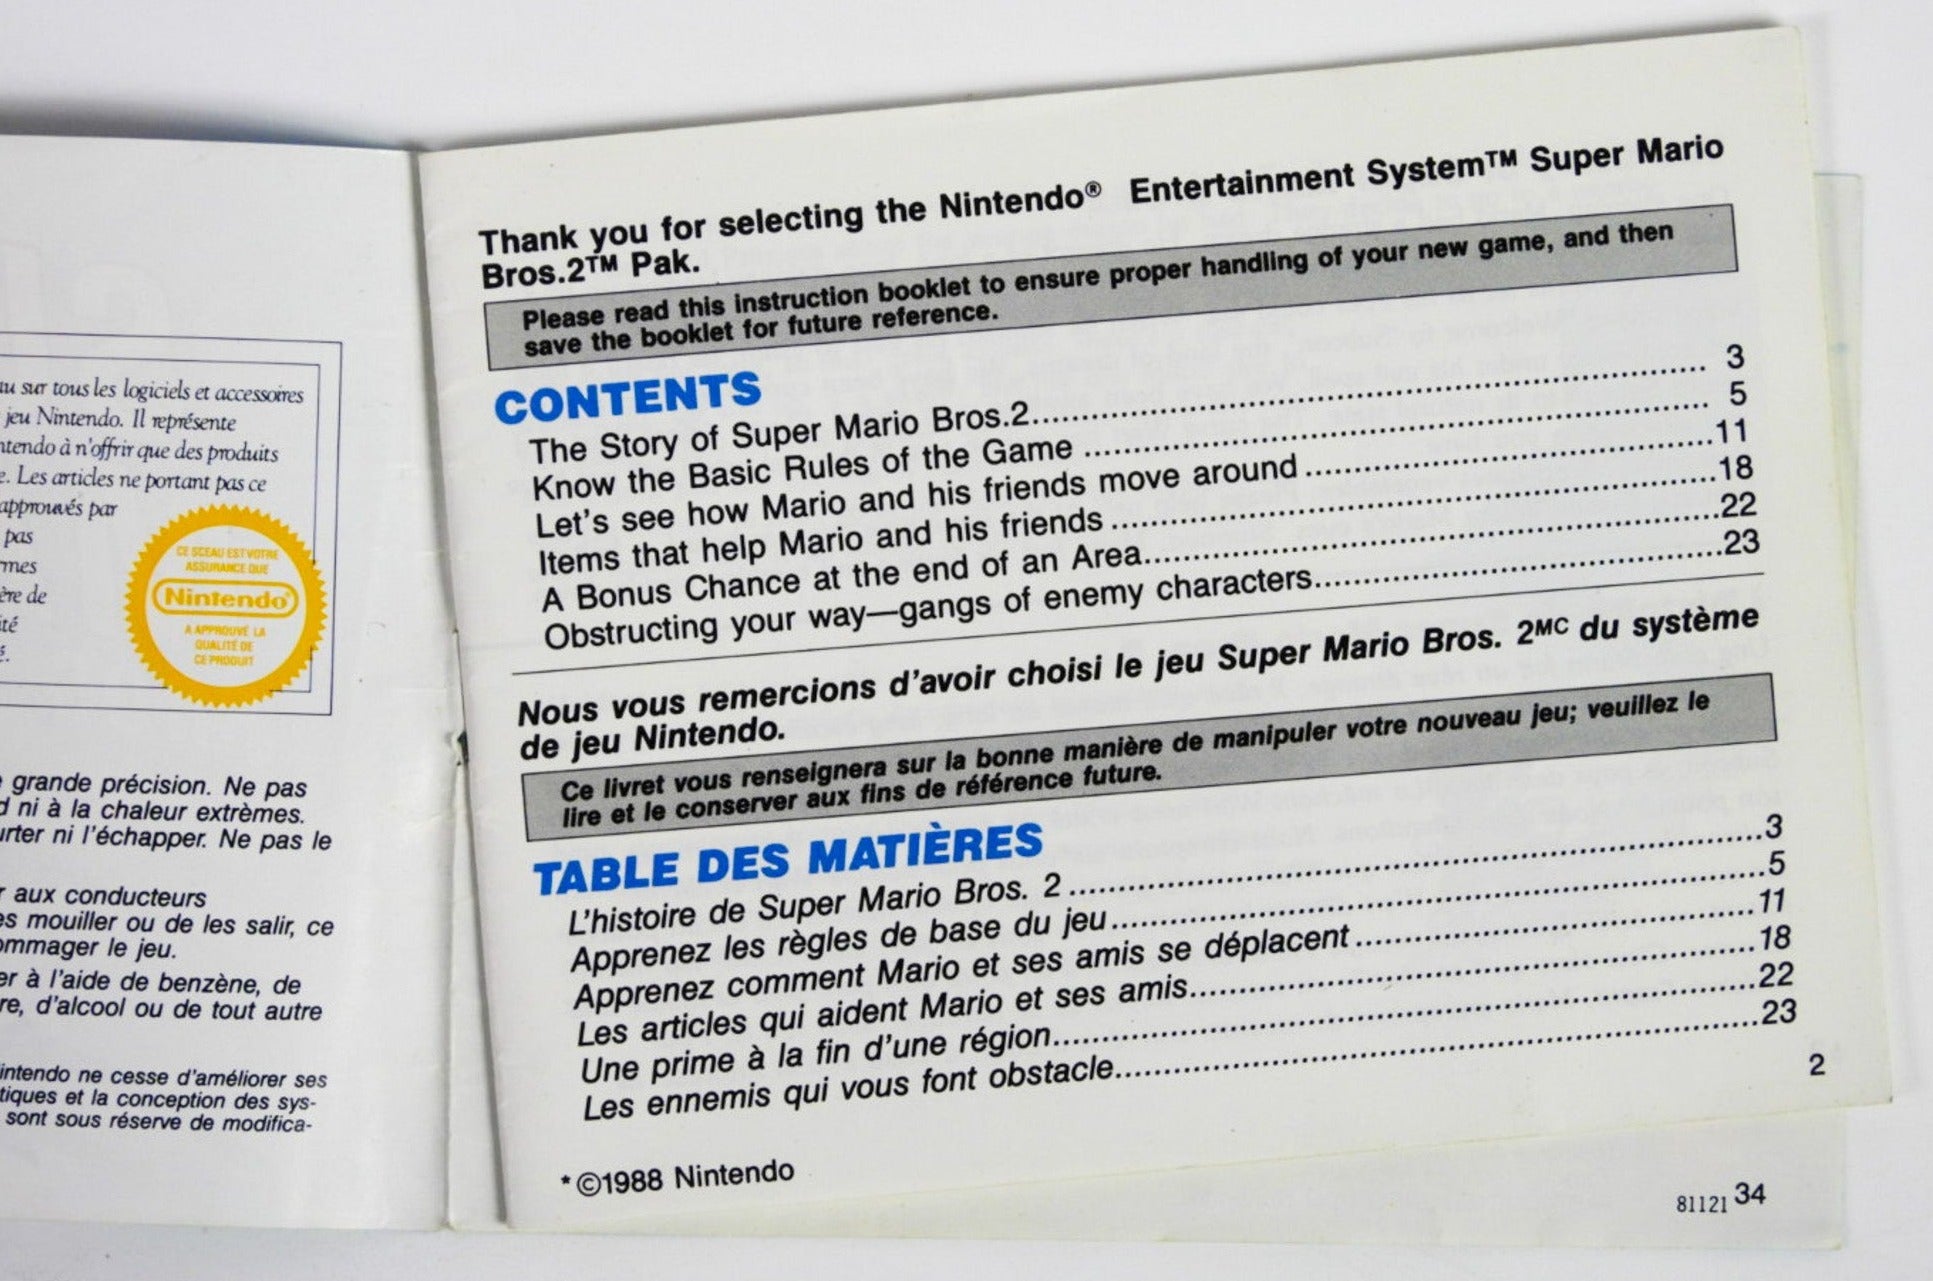 au sur tous les logiciels et accessoires
jeu Nintendo. Il représente
ntendo à n'offrir que des produits
e. Les articles ne portant pas ce
approuvés par
pas
ère de
CE SCEAU EST VOTRE
ASSURANCE QUE
Nintendo®
A APPROUVÉ LA
QUALITÉ DE
CE PRODUIT
grande précision. Ne pas
d ni à la chaleur extrêmes.
urter ni l'échapper. Ne pas le
r aux conducteurs
es mouiller ou de les salir, ce
ommager le jeu.
er à l'aide de benzène, de
re, d'alcool ou de tout autre
intendo ne cesse d'améliorer ses
tiques et la conception des sys-
sont sous réserve de modifica-
Thank you for selecting the Nintendo® Entertainment System™ Super Mario
Bros.2™ Pak.
Please read this instruction booklet to ensure proper handling of your new game, and then
save the booklet for future reference.
CONTENTS
The Story of Super Mario Bros.2.................... 3
Know the Basic Rules of the Game .................... 5
Let's see how Mario and his friends move around ....................11
Items that help Mario and his friends ....................18
A Bonus Chance at the end of an Area....................22
Obstructing your way—gangs of enemy characters....................23
Nous vous remercions d'avoir choisi le jeu Super Mario Bros. 2MC du système
de jeu Nintendo.
Ce livret vous renseignera sur la bonne manière de manipuler votre nouveau jeu; veuillez le
lire et le conserver aux fins de référence future.
TABLE DES MATIÈRES
L'histoire de Super Mario Bros. 2 ....................3
Apprenez les règles de base du jeu....................5
Apprenez comment Mario et ses amis se déplacent ....................11
Les articles qui aident Mario et ses amis....................18
Une prime à la fin d'une région....................22
Les ennemis qui vous font obstacle....................23
2
*©1988 Nintendo
81121 34